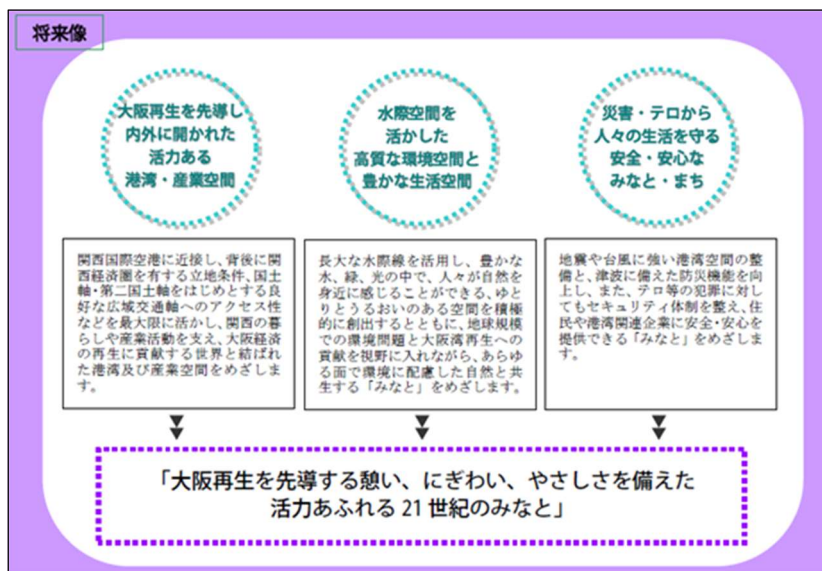 将来像
大阪再生を先導し
内外に開かれた
活力ある
港湾・産業空間
水際空間を
活かした
高質な環境空間と
豊かな生活空間
災害・テロから
人々の生活を守る
安全・安心な
みなと・まち
関西国際空港に近接し、背後に関
西経済圏を有する立地条件、国土
軸・第二国土軸をはじめとする良
好な広域交通軸へのアクセス性
などを最大限に活かし、関西の暮
らしや産業活動を支え、大阪経済
の再生に貢献する世界と結ばれ
た港湾及び産業空間をめざしま
す。
長大な水際線を活用し、豊かな
水、緑、光の中で、人々が自然を
身近に感じることができる、ゆと
りとうるおいのある空間を積極
的に創出するとともに、地球規模
での環境問題と大阪湾再生への
貢献を視野に入れながら、あらゆ
る面で環境に配慮した自然と共
生する「みなと」をめざします。
地震や台風に強い港湾空間の整
備と、津波に備えた防災機能を向
上し、また、テロ等の犯罪に対し
てもセキュリティ体制を整え、住
民や港湾関連企業に安全・安心を
提供できる「みなと」をめざしま
す。
「大阪再生を先導する憩い、にぎわい、やさしさを備えた
活力あふれる 21 世紀のみなと」